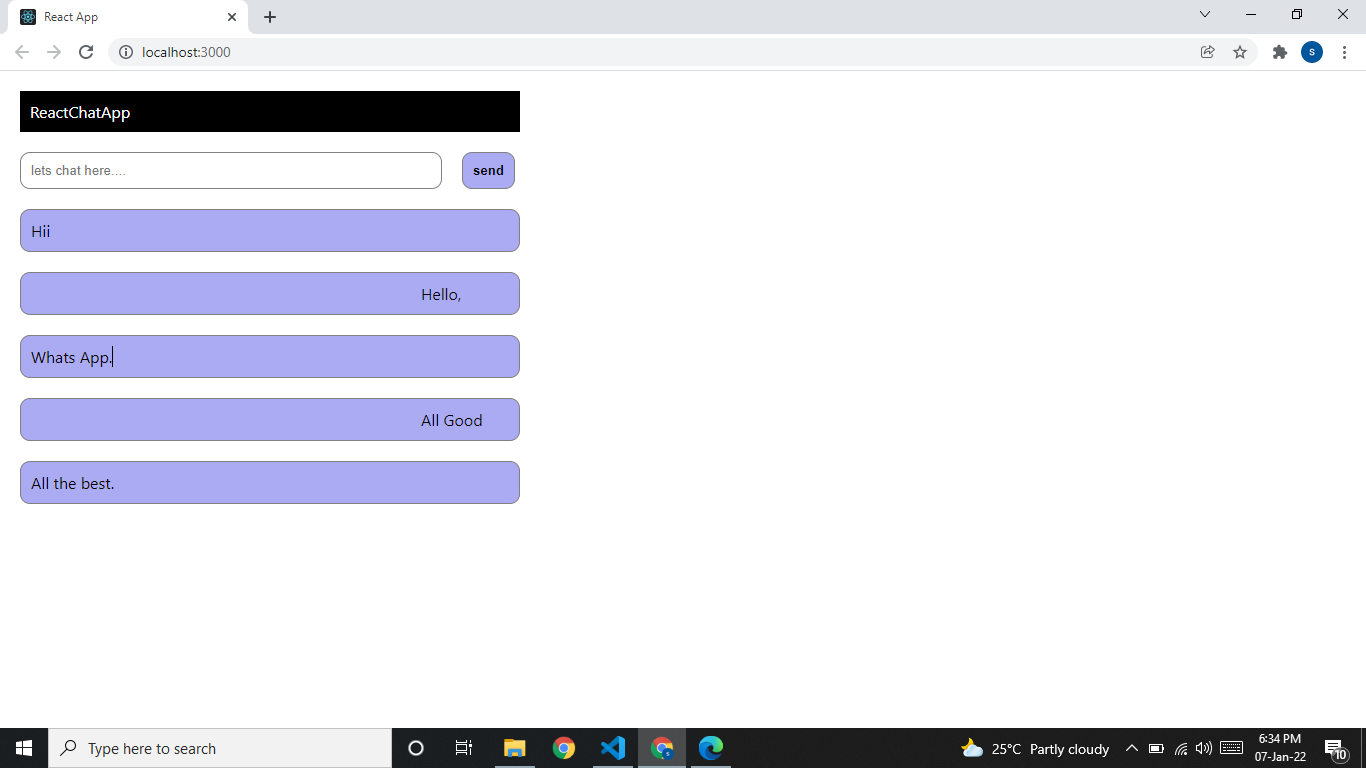 React App
localhost:3000
s
ReactChatApp
lets chat here....
send
Hii
Hello,
Whats App.
All Good
All the best.
Type here to search
25°C Partly cloudy
6:34 PM
07-Jan-22
10